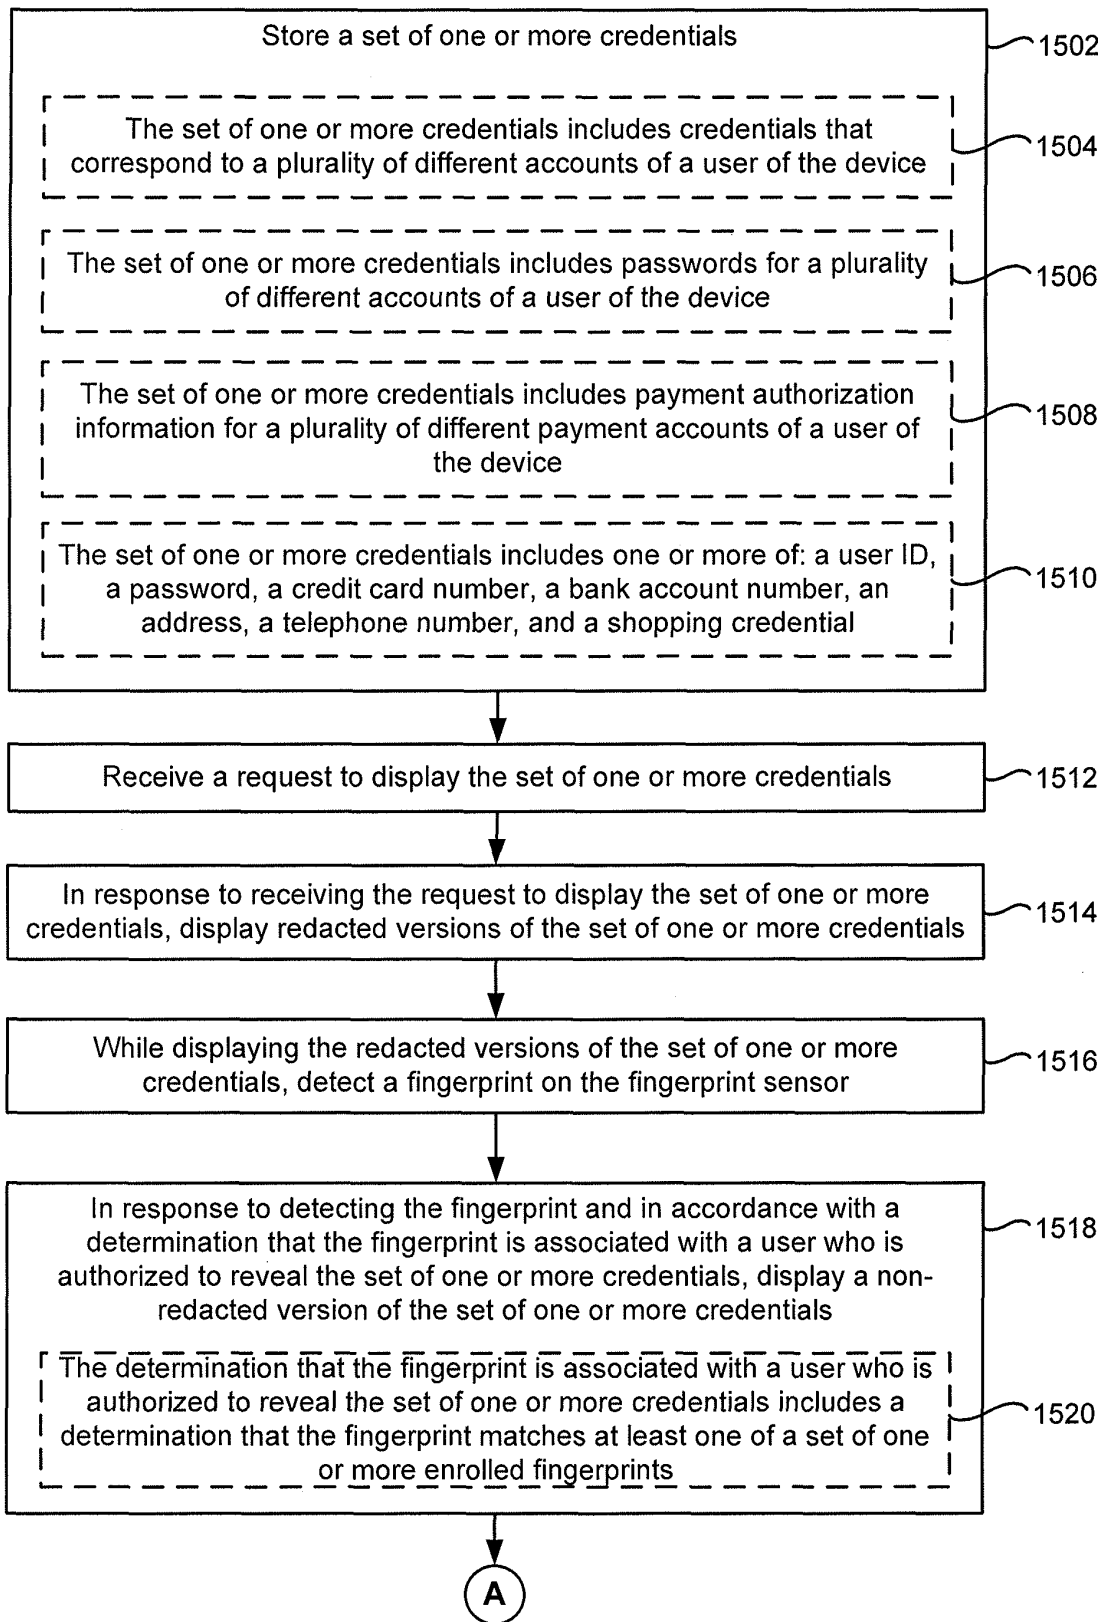 Store a set of one or more credentials
1502
The set of one or more credentials includes credentials that
correspond to a plurality of different accounts of a user of the device
1504
The set of one or more credentials includes passwords for a plurality
of different accounts of a user of the device
1506
The set of one or more credentials includes payment authorization
information for a plurality of different payment accounts of a user of
the device
1508
The set of one or more credentials includes one or more of: a user ID,
a password, a credit card number, a bank account number, an
address, a telephone number, and a shopping credential
1510
Receive a request to display the set of one or more credentials
1512
In response to receiving the request to display the set of one or more
credentials, display redacted versions of the set of one or more credentials
1514
While displaying the redacted versions of the set of one or more
credentials, detect a fingerprint on the fingerprint sensor
1516
In response to detecting the fingerprint and in accordance with a
determination that the fingerprint is associated with a user who is
authorized to reveal the set of one or more credentials, display a non-
redacted version of the set of one or more credentials
1518
The determination that the fingerprint is associated with a user who is
authorized to reveal the set of one or more credentials includes a
determination that the fingerprint matches at least one of a set of one
or more enrolled fingerprints
1520
A